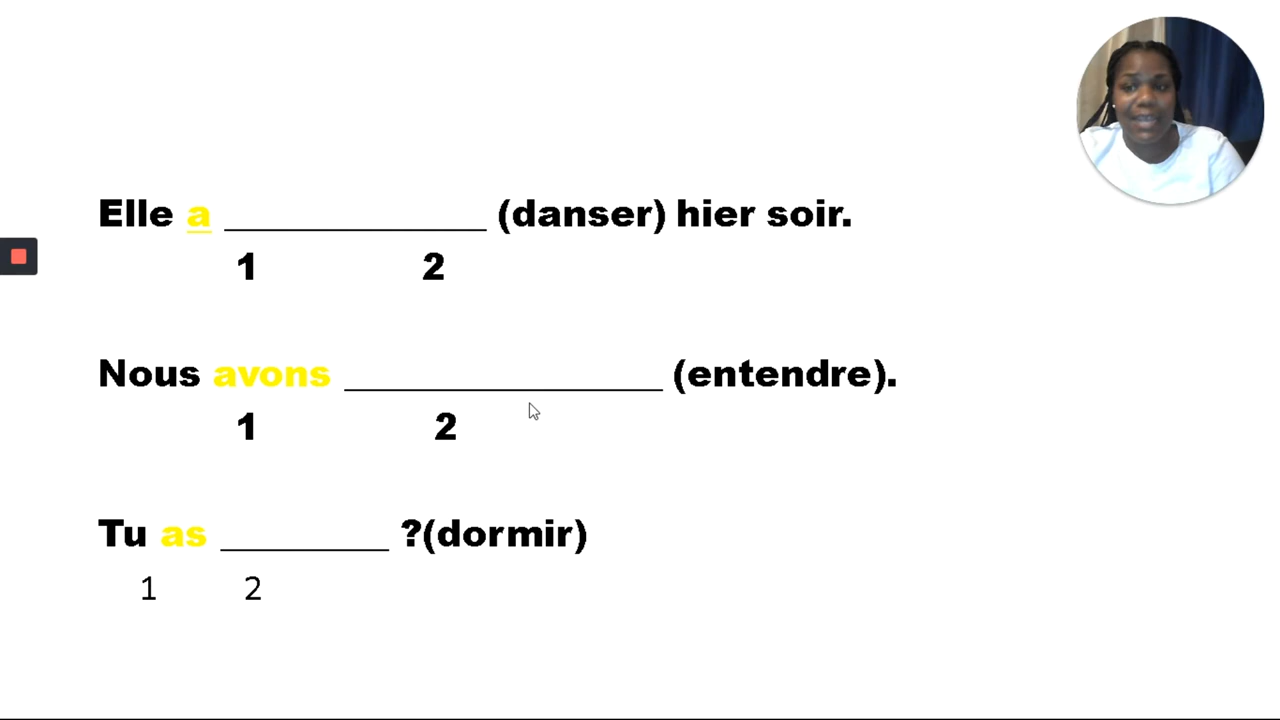 Elle a ______________ (danser) hier soir.
1 2
Nous avons _________________ (entendre).
1 2
Tu as _________ ?(dormir)
1 2